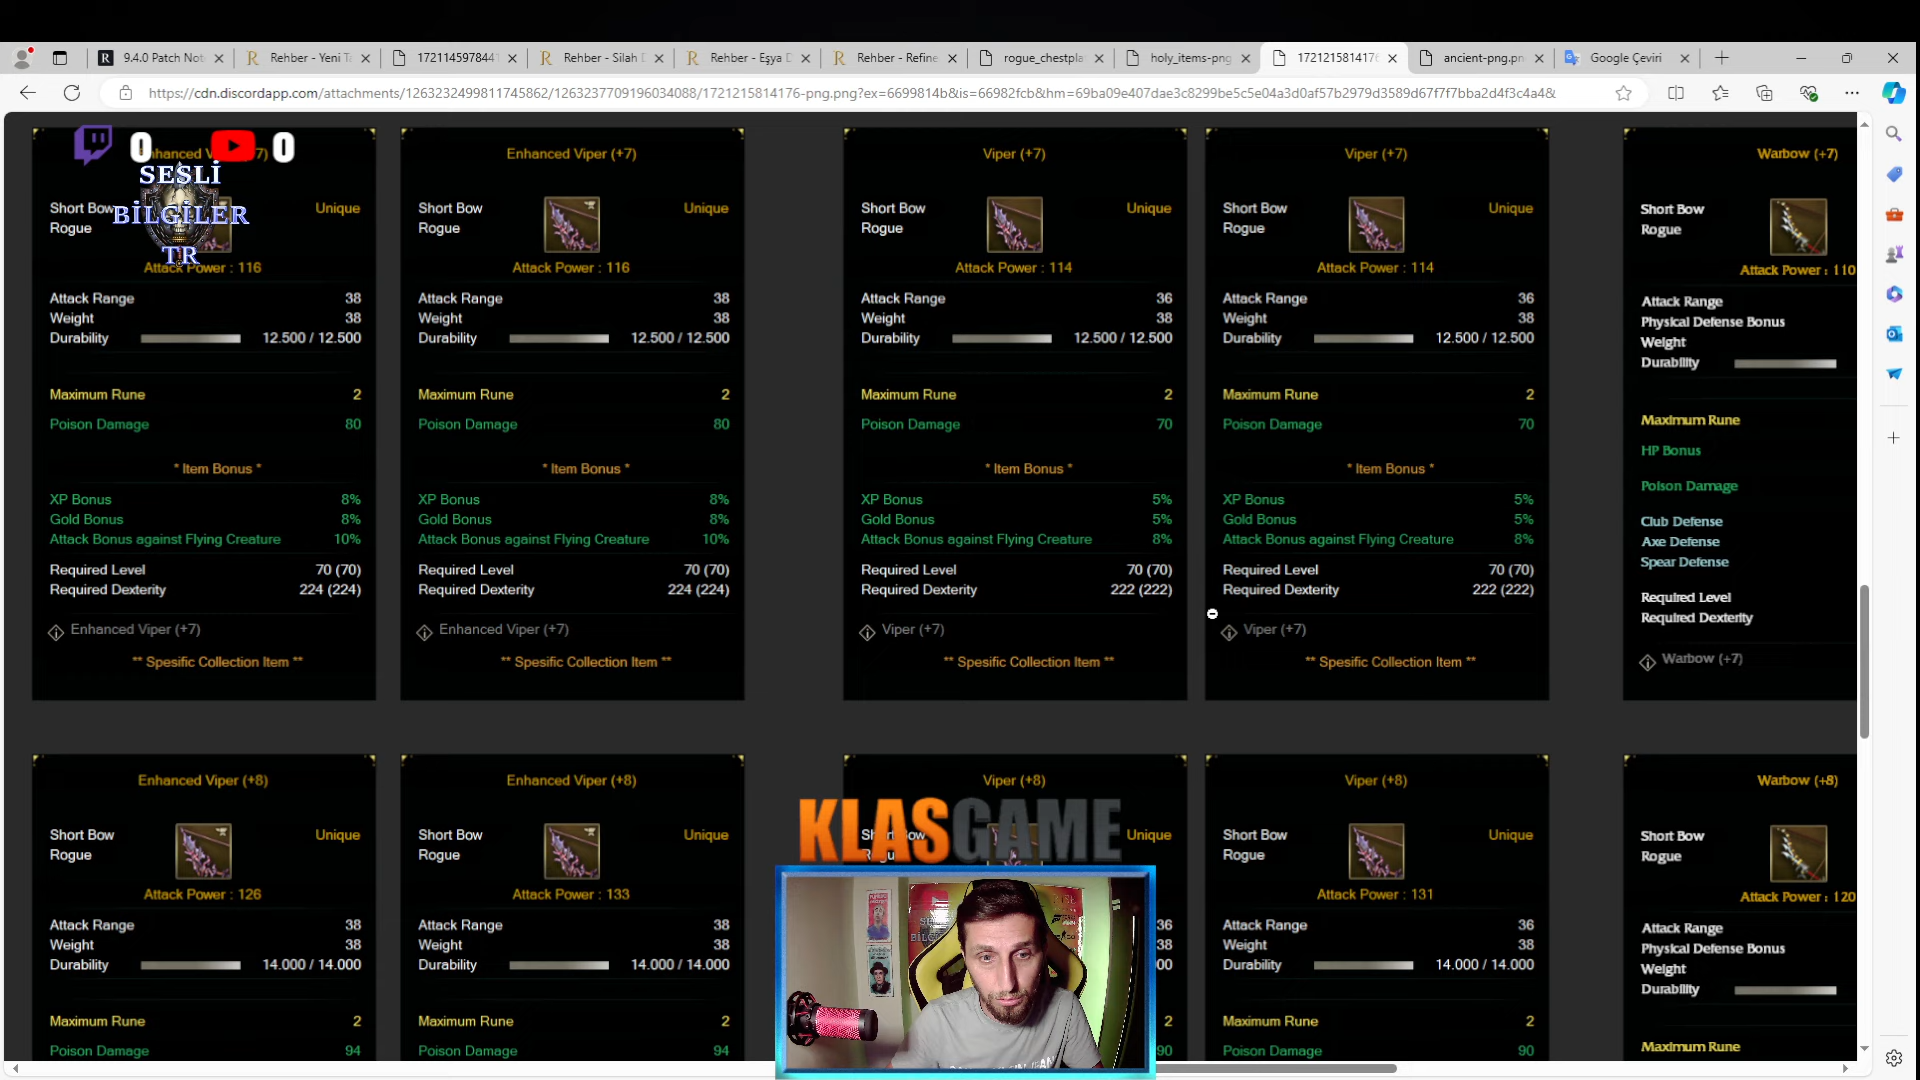 9.4.0 Patch Not
Rehber - Yeni Ta
1721145978441
Rehber - Silah D
Rehber - Eşya D
Rehber - Refine
rogue_chestpla
holy_items-png
1721215814176
ancient-png.pn
Google Çeviri
https://cdn.discordapp.com/attachments/1263232499811745862/1263237709196034088/1721215814176-png.png?ex=6699814b&is=66982fcb&hm=69ba09e407dae3c8299be5c5e04a3d0af57b2979d3589d67f7f7bba2d4f3c4a4&
0
0
SESLİ
BİLGİLER
TR
Short Bow
Rogue
Unique
Attack Power : 116
Attack Range 38
Weight 38
Durability 12.500 / 12.500
Maximum Rune 2
Poison Damage 80
* Item Bonus *
XP Bonus 8%
Gold Bonus 8%
Attack Bonus against Flying Creature 10%
Required Level 70 (70)
Required Dexterity 224 (224)
Enhanced Viper (+7)
** Spesific Collection Item **
Enhanced Viper (+7)
Short Bow
Rogue
Unique
Attack Power : 116
Attack Range 38
Weight 38
Durability 12.500 / 12.500
Maximum Rune 2
Poison Damage 80
* Item Bonus *
XP Bonus 8%
Gold Bonus 8%
Attack Bonus against Flying Creature 10%
Required Level 70 (70)
Required Dexterity 224 (224)
Enhanced Viper (+7)
** Spesific Collection Item **
Viper (+7)
Short Bow
Rogue
Unique
Attack Power : 114
Attack Range 36
Weight 38
Durability 12.500 / 12.500
Maximum Rune 2
Poison Damage 70
* Item Bonus *
XP Bonus 5%
Gold Bonus 5%
Attack Bonus against Flying Creature 8%
Required Level 70 (70)
Required Dexterity 222 (222)
Viper (+7)
** Spesific Collection Item **
Viper (+7)
Short Bow
Rogue
Unique
Attack Power : 114
Attack Range 36
Weight 38
Durability 12.500 / 12.500
Maximum Rune 2
Poison Damage 70
* Item Bonus *
XP Bonus 5%
Gold Bonus 5%
Attack Bonus against Flying Creature 8%
Required Level 70 (70)
Required Dexterity 222 (222)
Viper (+7)
** Spesific Collection Item **
Warbow (+7)
Short Bow
Rogue
Attack Power : 110
Attack Range
Physical Defense Bonus
Weight
Durability
Maximum Rune
HP Bonus
Poison Damage
Club Defense
Axe Defense
Spear Defense
Required Level
Required Dexterity
Warbow (+7)
Enhanced Viper (+8)
Short Bow
Rogue
Unique
Attack Power : 126
Attack Range 38
Weight 38
Durability 14.000 / 14.000
Maximum Rune 2
Poison Damage 94
Enhanced Viper (+8)
Short Bow
Rogue
Unique
Attack Power : 133
Attack Range 38
Weight 38
Durability 14.000 / 14.000
Maximum Rune 2
Poison Damage 94
Viper (+8)
KLASGAME
Unique
36
38
2
90
Viper (+8)
Short Bow
Rogue
Unique
Attack Power : 131
Attack Range 36
Weight 38
Durability 14.000 / 14.000
Maximum Rune 2
Poison Damage 90
Warbow (+8)
Short Bow
Rogue
Attack Power : 120
Attack Range
Physical Defense Bonus
Weight
Durability
Maximum Rune